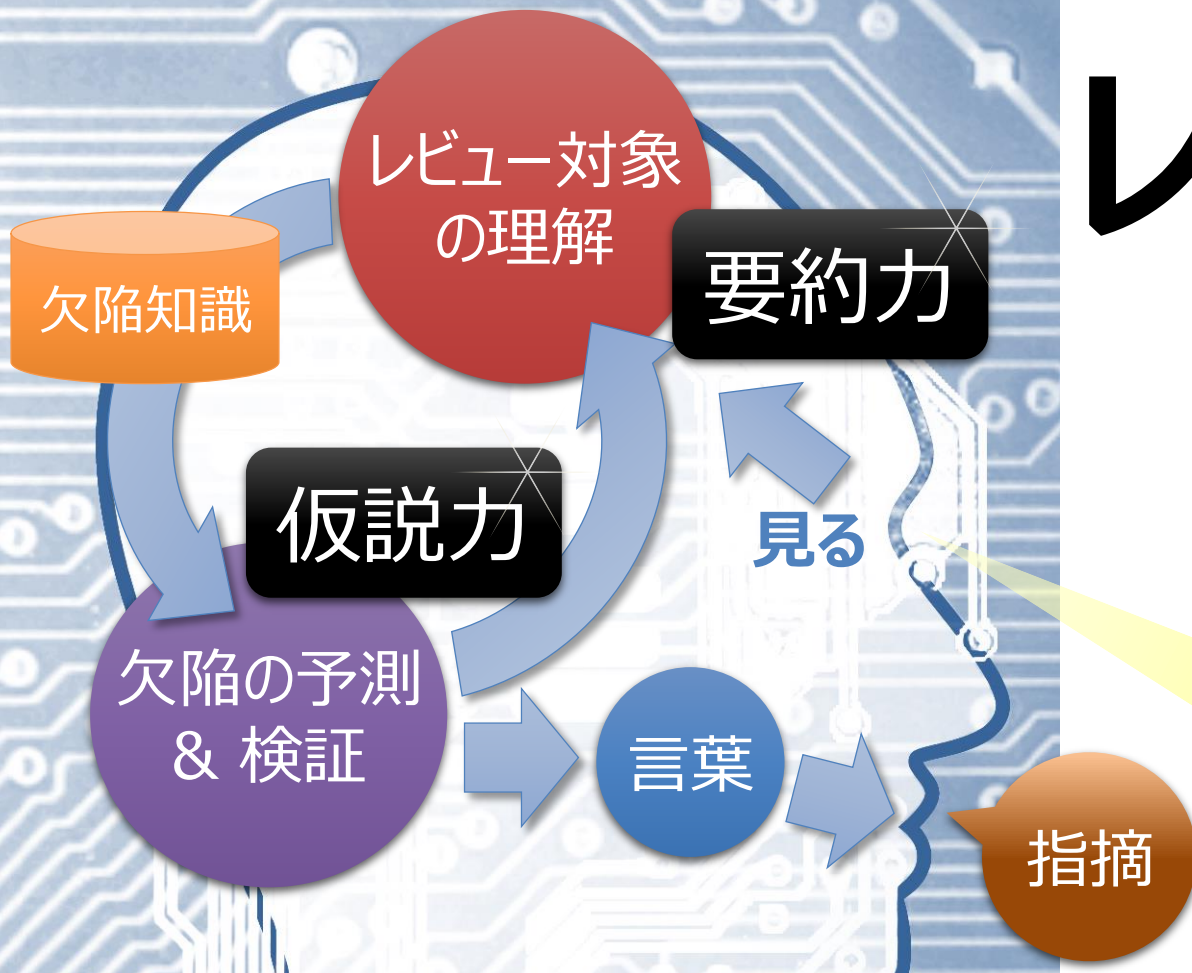 レ
レビュー対象
の理解
要約力
欠陥知識
仮説力
見る
欠陥の予測
& 検証
言葉
指摘